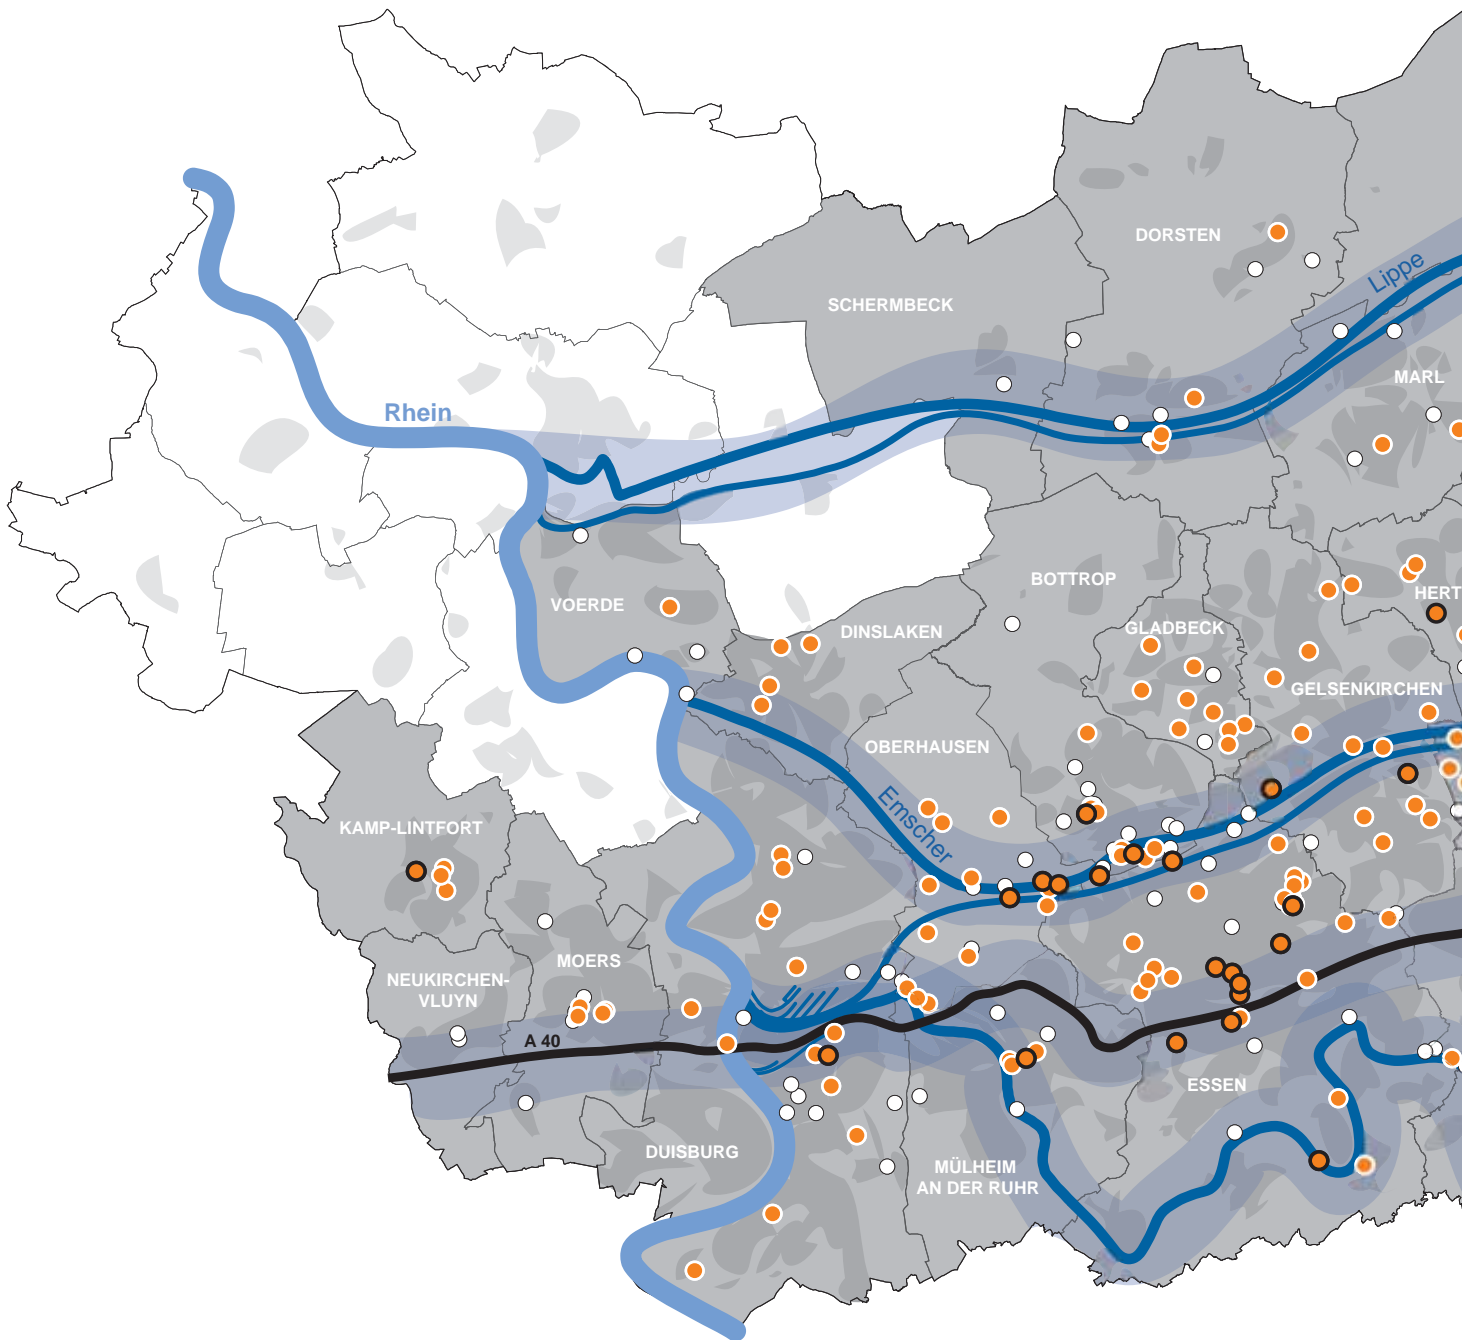 DORSTEN
Lippe
SCHERMBECK
MARL
Rhein
BOTTROP
VOERDE
HERT
GLADBECK
DINSLAKEN
GELSENKIRCHEN
OBERHAUSEN
Emscher
KAMP-LINTFORT
MOERS
NEUKIRCHEN-
VLUYN
A 40
ESSEN
DUISBURG
MÜLHEIM
AN DER RUHR